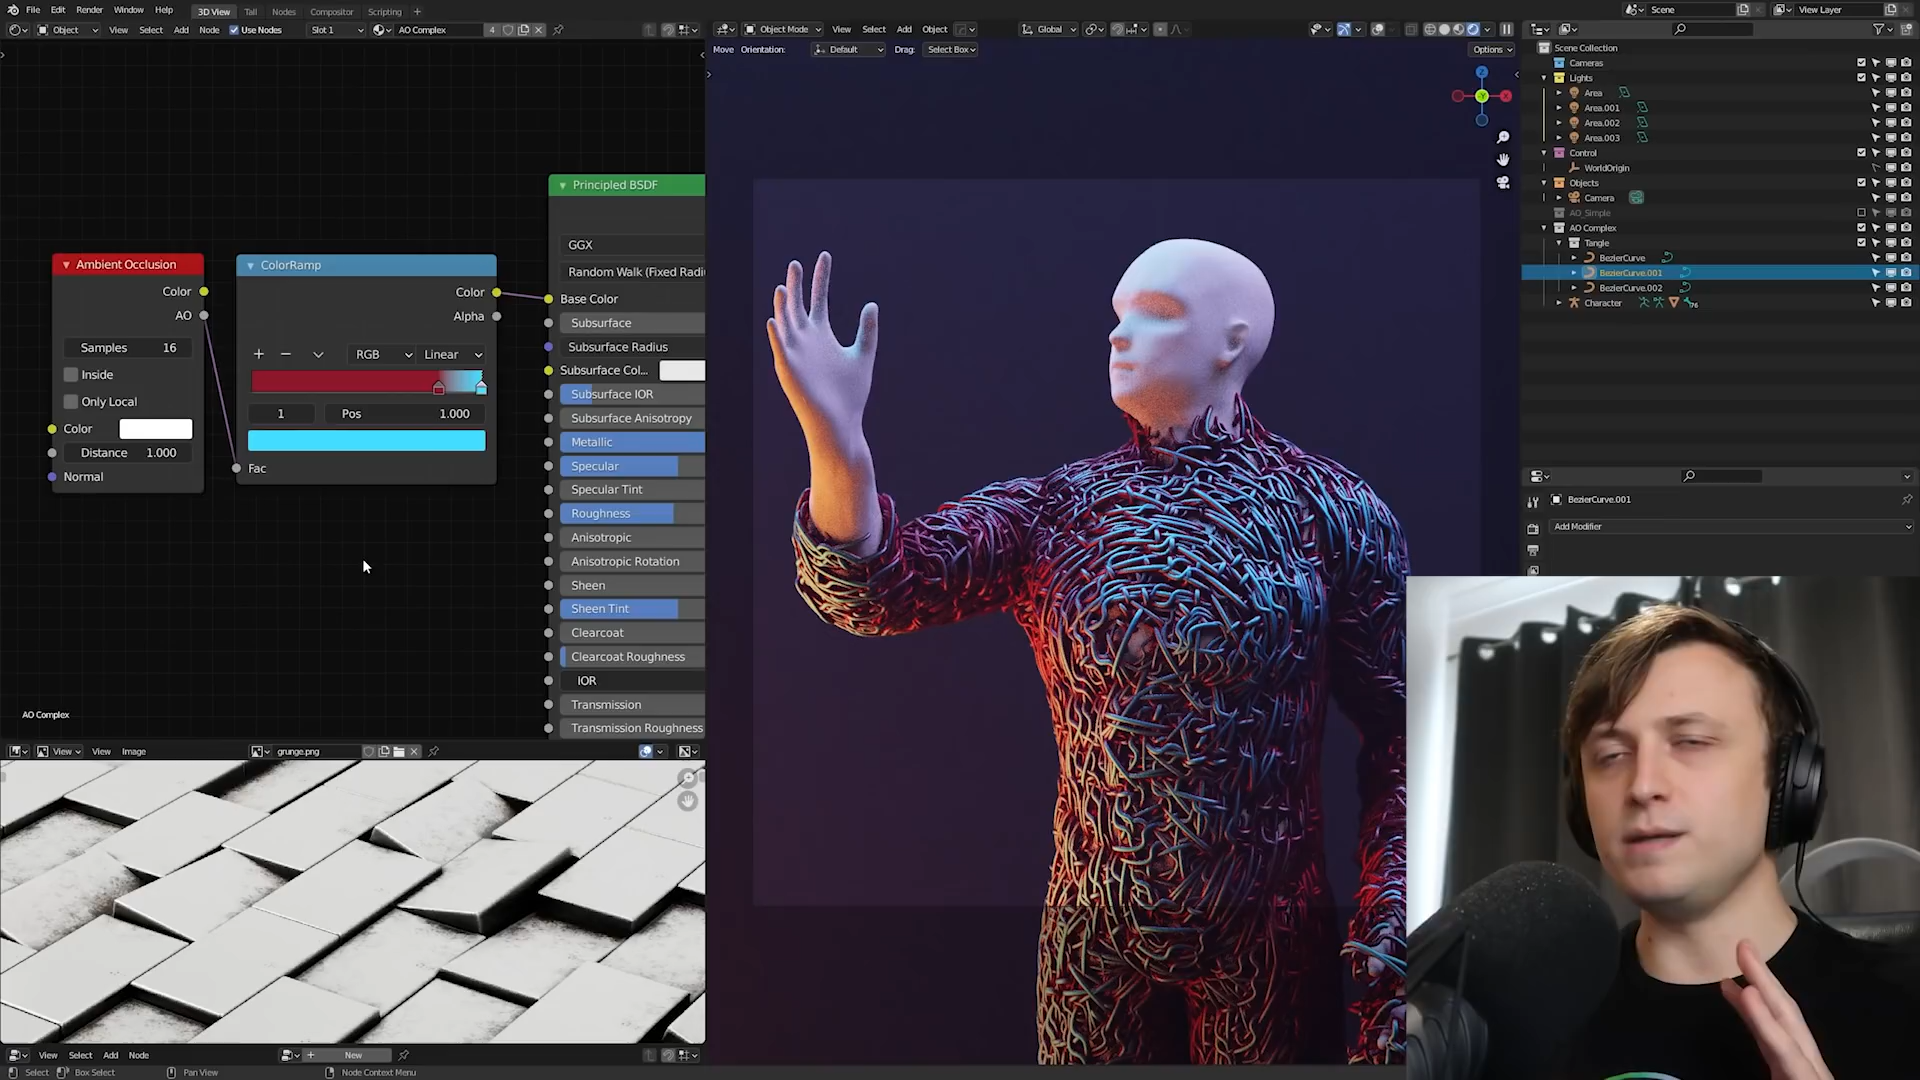 File Edit Render Window Help 3D View Tall Nodes Compositor Scripting + Scene View Layer
Object View Select Add Node Use Nodes Slot 1 AO Complex 4
Object Mode View Select Add Object Global
Move Orientation: Default Drag: Select Box Options
Scene Collection
Cameras
Lights
Area
Area.001
Area.002
Area.003
Control
WorldOrigin
Objects
Camera
AO_Simple
AO Complex
Tangle
BezierCurve
BezierCurve.001
BezierCurve.002
Character 76
BezierCurve.001
Add Modifier
Ambient Occlusion
Color
AO
Samples 16
Inside
Only Local
Color
Distance 1.000
Normal
ColorRamp
Color
Alpha
+ − RGB Linear
1 Pos 1.000
Fac
Principled BSDF
GGX
Random Walk (Fixed Radiu
Base Color
Subsurface
Subsurface Radius
Subsurface Col...
Subsurface IOR
Subsurface Anisotropy
Metallic
Specular
Specular Tint
Roughness
Anisotropic
Anisotropic Rotation
Sheen
Sheen Tint
Clearcoat
Clearcoat Roughness
IOR
Transmission
Transmission Roughness
AO Complex
View View Image grunge.png
View Select Add Node + New
Select Box Select Pan View Node Context Menu
Z
X
-Y